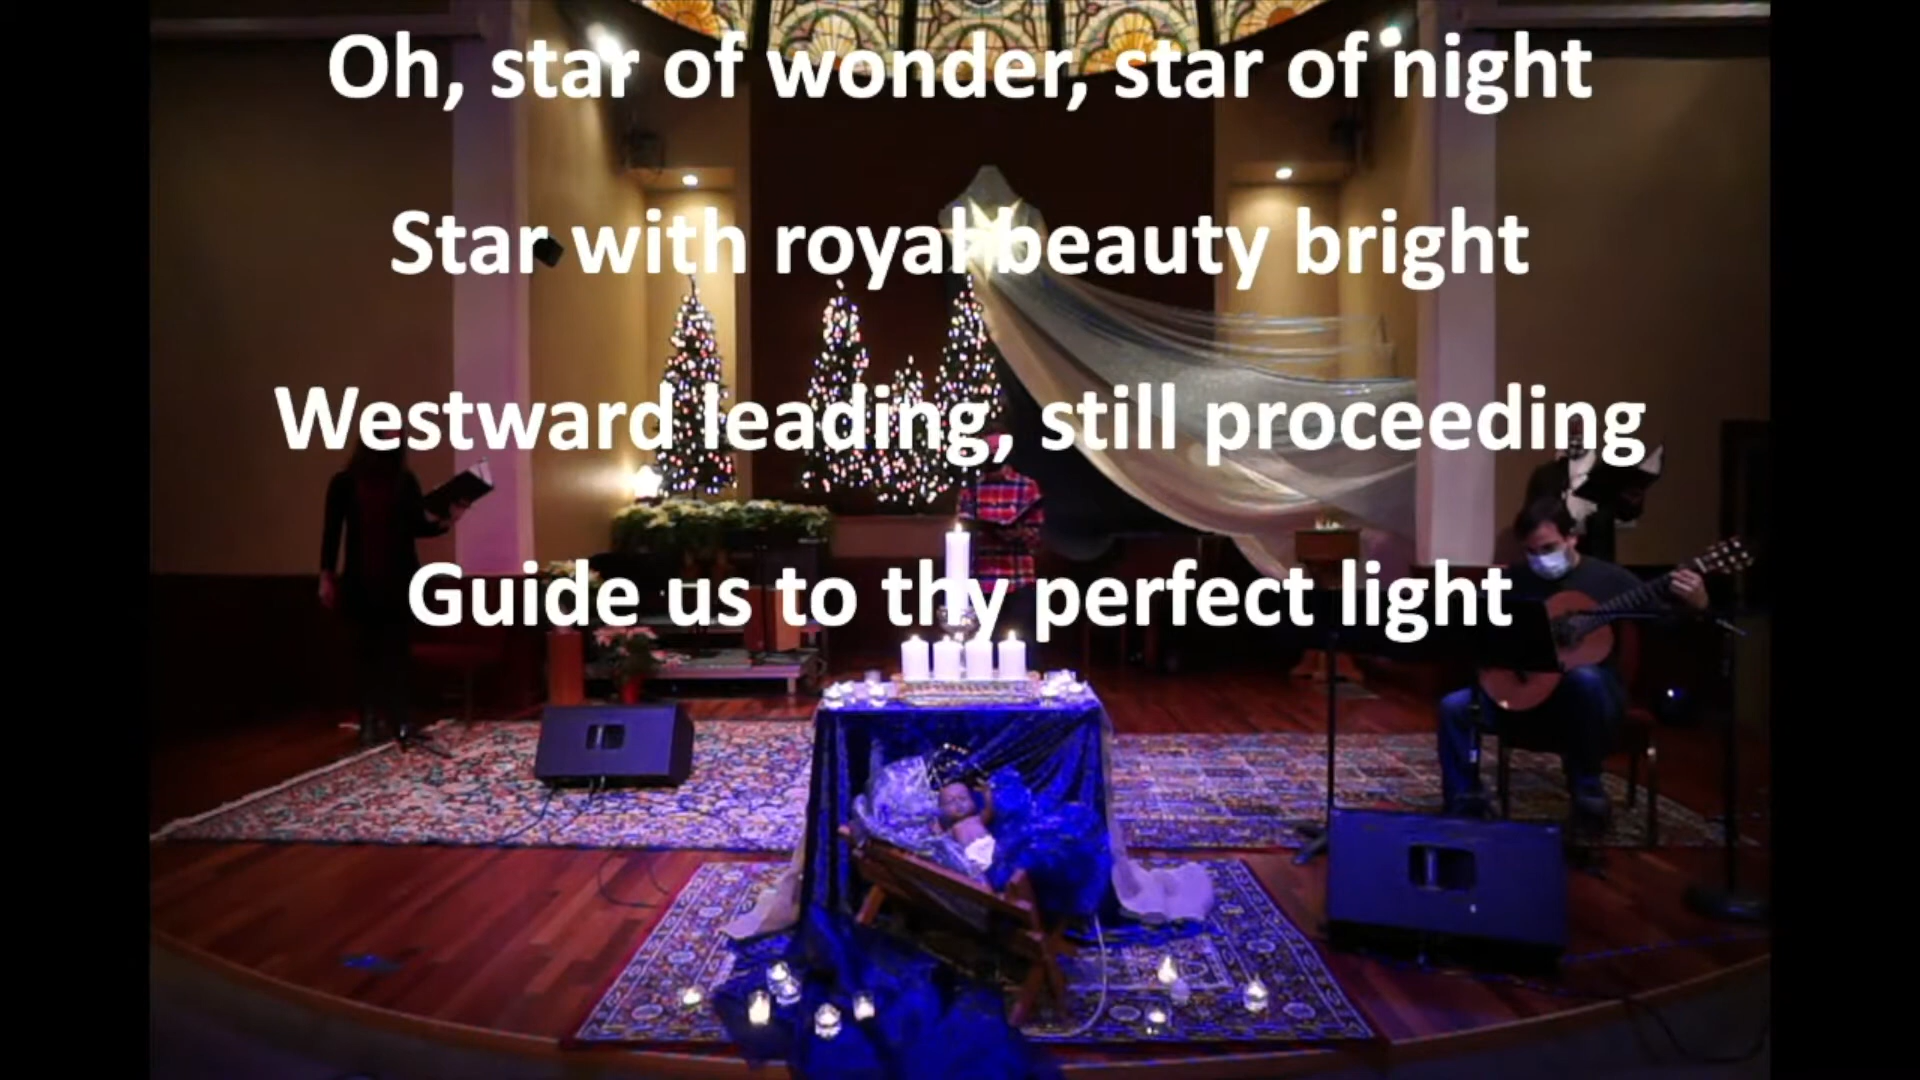 Oh, star of wonder, star of night
Star with royal beauty bright
Westward leading, still proceeding
Guide us to thy perfect light